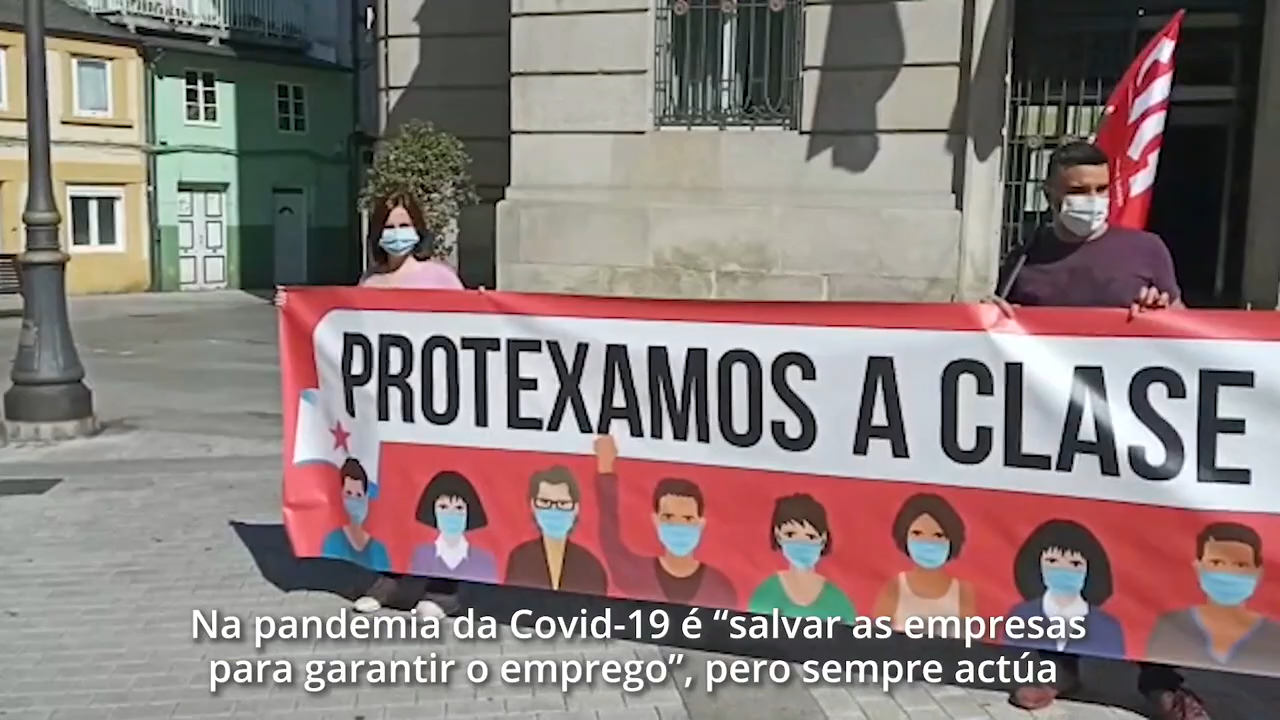 PROTEXAMOS A CLASE
Na pandemia da Covid-19 é “salvar as empresas
para garantir o emprego”, pero sempre actúa